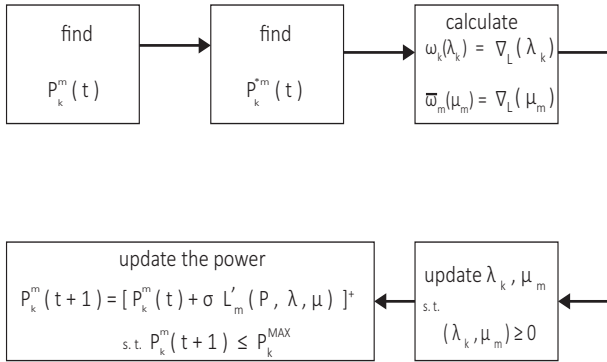 find
P_k^m(t)
find
P_k^{*m}(t)
calculate
ω_k(λ_k) = ∇_L(λ_k)
ϖ_m(μ_m) = ∇_L(μ_m)
update the power
P_k^m(t+1) = [ P_k^m(t) + σ L'_m(P, λ, μ) ]^+
s.t. P_k^m(t+1) ≤ P_k^{MAX}
update λ_k, μ_m
s.t.
(λ_k, μ_m) ≥ 0